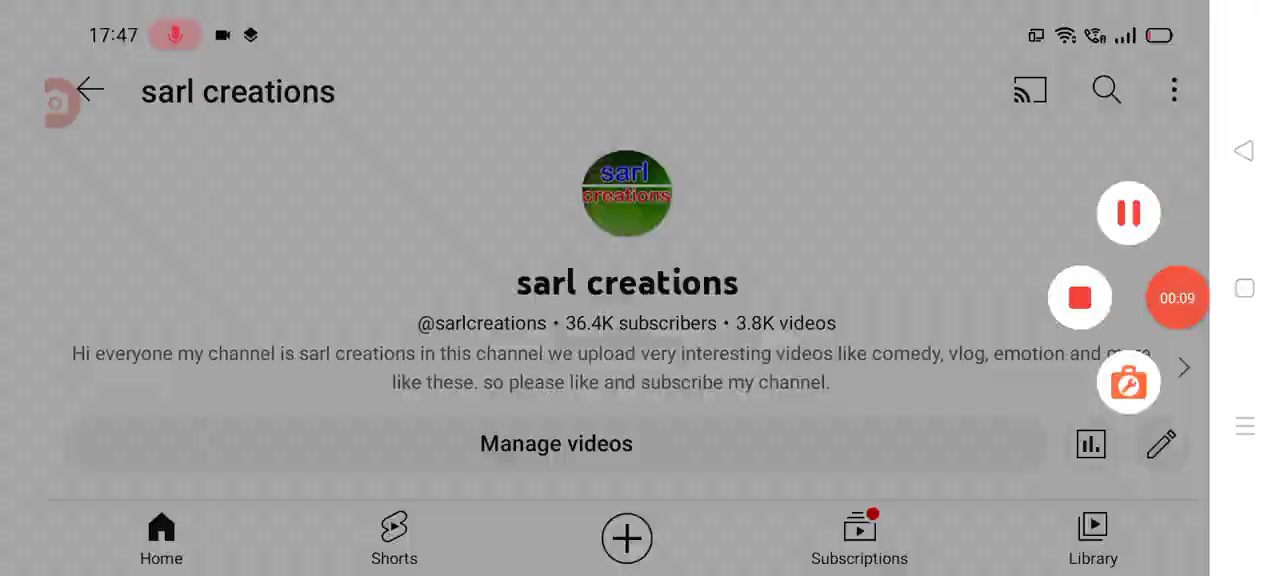 17:47
sarl creations
sarl
creations
sarl creations
@sarlcreations • 36.4K subscribers • 3.8K videos
Hi everyone my channel is sarl creations in this channel we upload very interesting videos like comedy, vlog, emotion and more
like these. so please like and subscribe my channel.
00:09
Manage videos
Home
Shorts
Subscriptions
Library